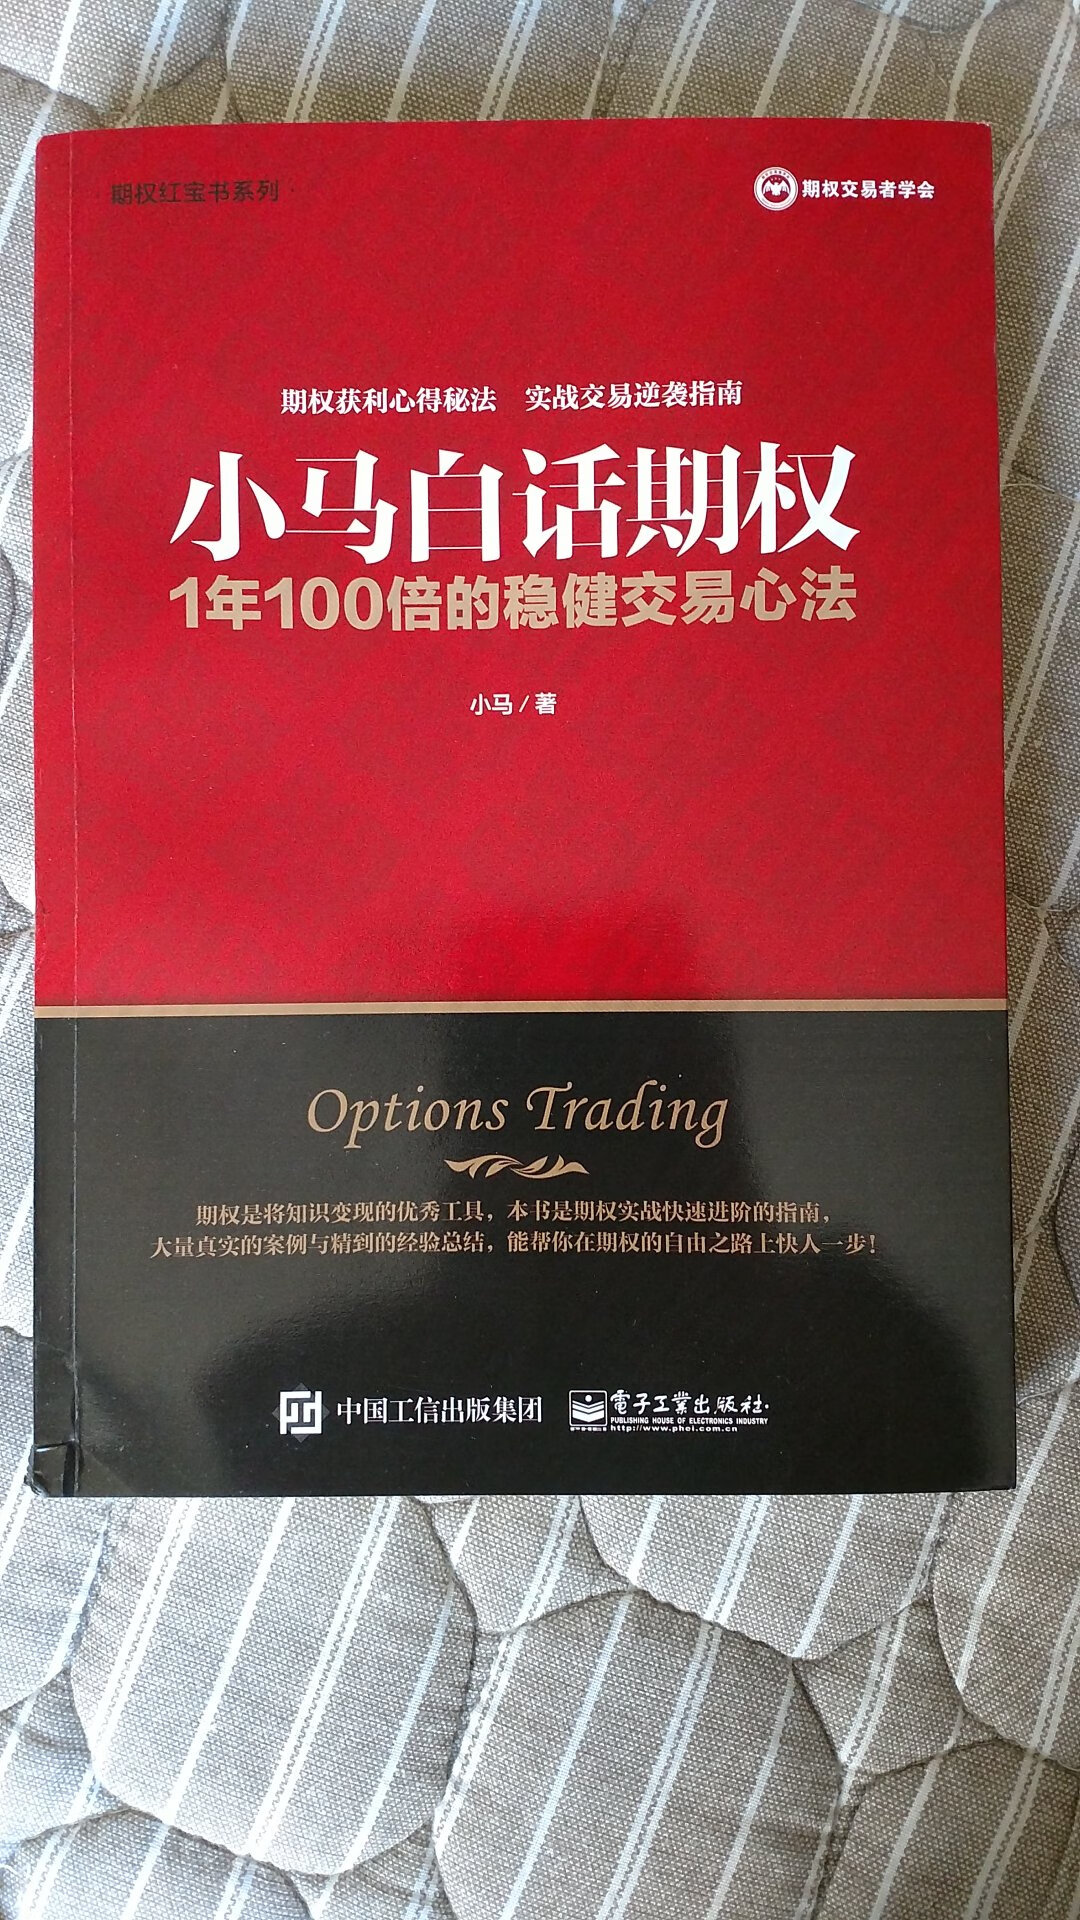 期权红宝书系列
期权交易者学会
期权获利心得秘法 实战交易逆袭指南
小马白话期权
1年100倍的稳健交易心法
小马/著
Options Trading
期权是将知识变现的优秀工具，本书是期权实战快速进阶的指南，
大量真实的案例与精到的经验总结，能帮你在期权的自由之路上快人一步！
中国工信出版集团
電子工業出版社·
PUBLISHING HOUSE OF ELECTRONICS INDUSTRY
http://www.phei.com.cn